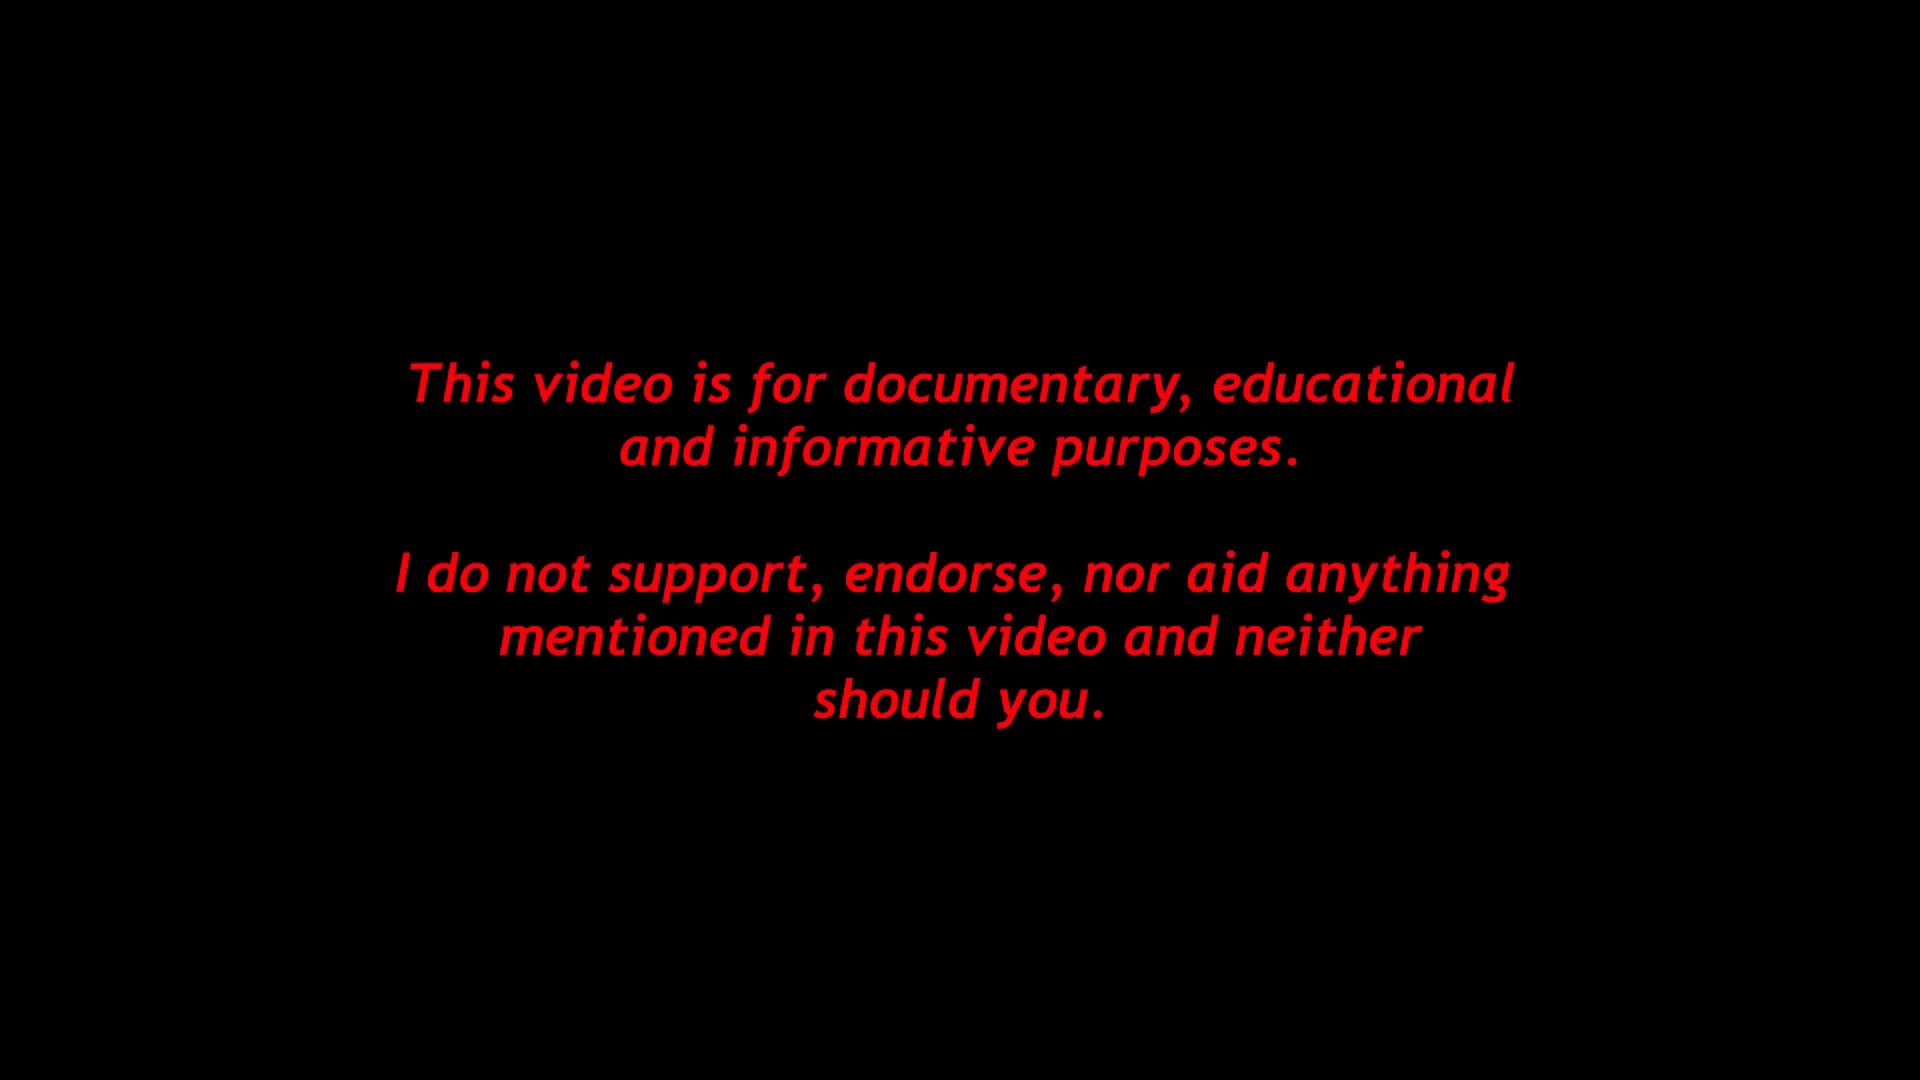 This video is for documentary, educational
and informative purposes.
I do not support, endorse, nor aid anything
mentioned in this video and neither
should you.